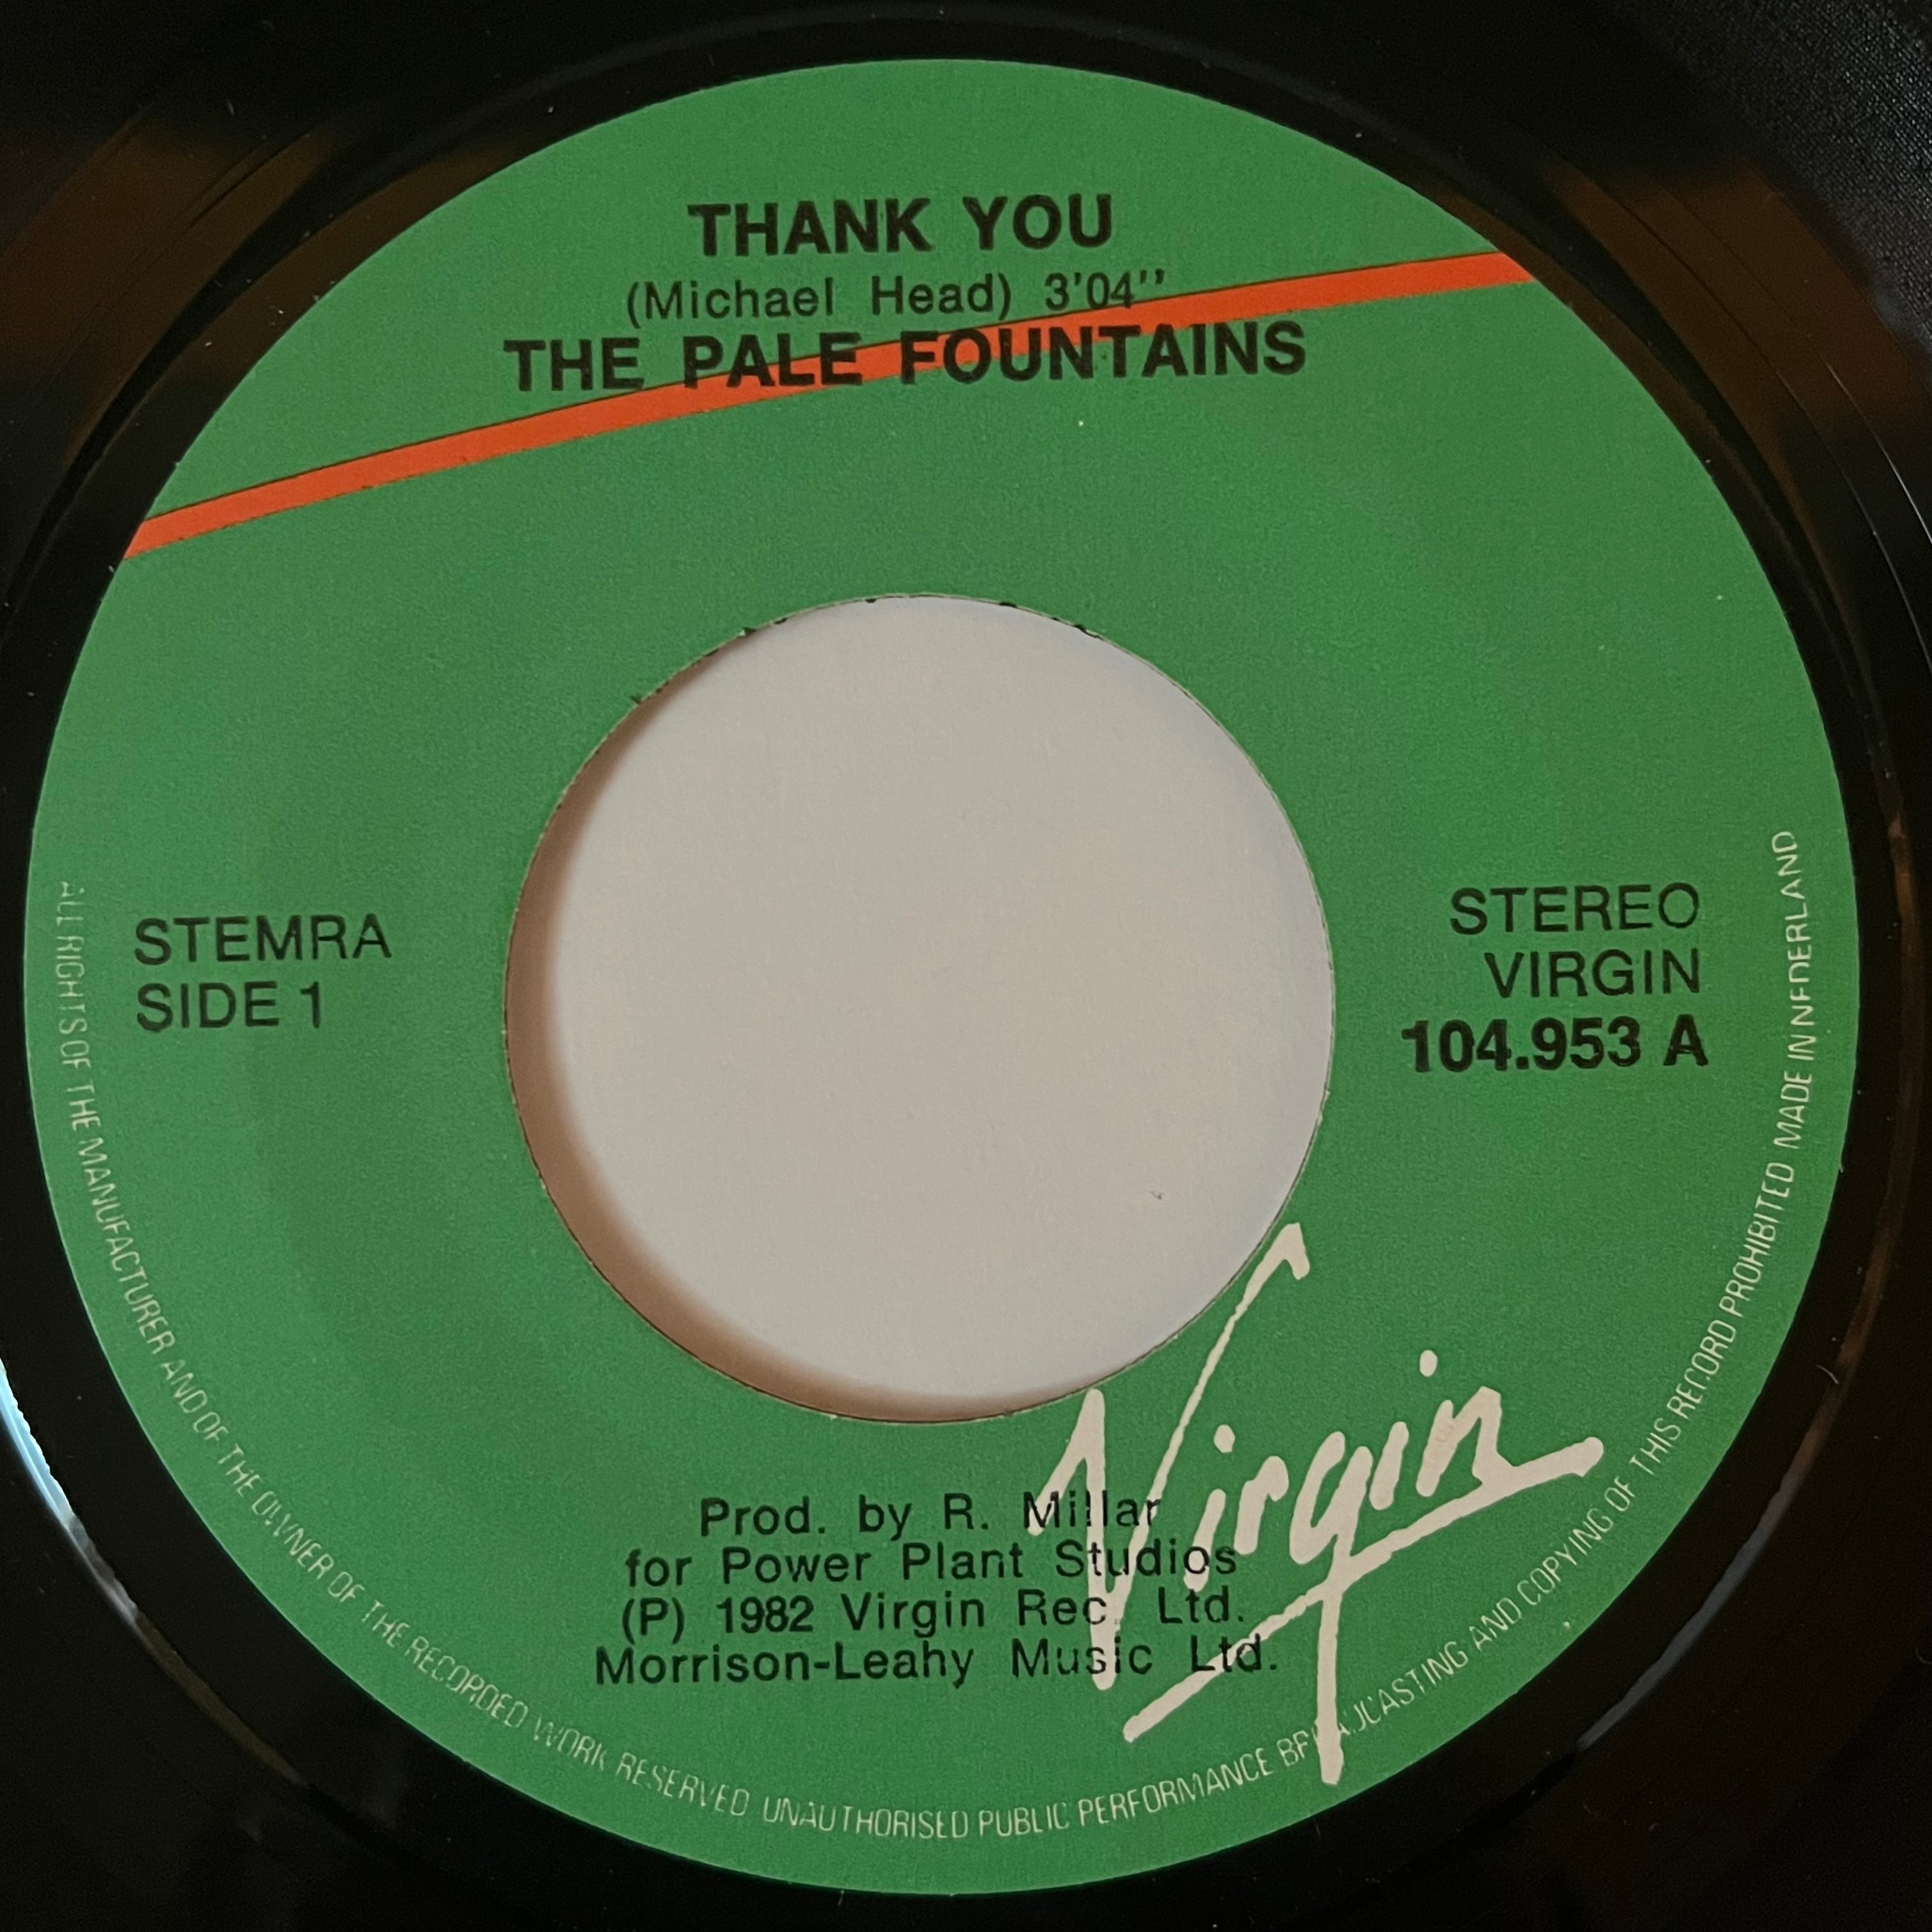 THANK YOU
(Michael Head) 3'04''
THE PALE FOUNTAINS
STEMRA
SIDE 1
STEREO
VIRGIN
104.953 A
Virgin
Prod. by R. Millar
for Power Plant Studios
(P) 1982 Virgin Rec. Ltd.
Morrison-Leahy Music Ltd.
ALL RIGHTS OF THE MANUFACTURER AND OF THE OWNER OF THE RECORDED WORK RESERVED UNAUTHORISED PUBLIC PERFORMANCE BROADCASTING AND COPYING OF THIS RECORD PROHIBITED MADE IN NEDERLAND